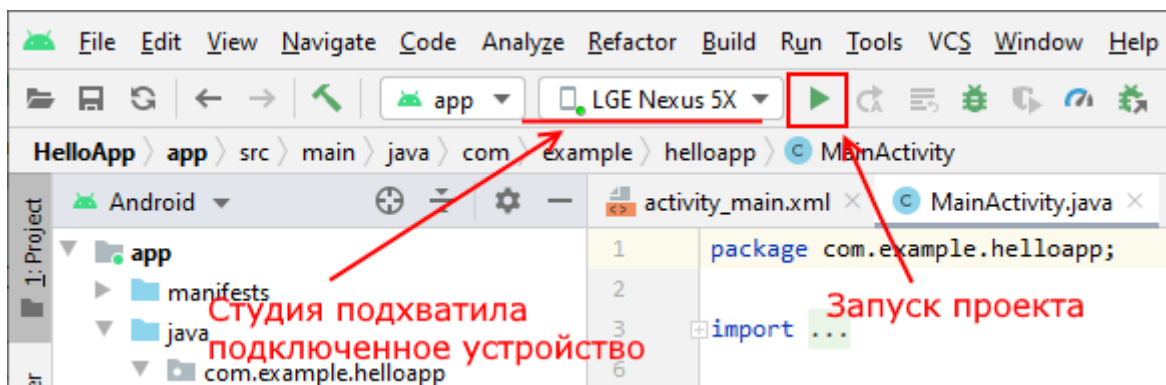 File Edit View Navigate Code Analyze Refactor Build Run Tools VCS Window Help
app LGE Nexus 5X
HelloApp app src main java com example helloapp C MainActivity
1: Project Android activity_main.xml C MainActivity.java
app
1 package com.example.helloapp;
manifests
2
Студия подхватила
Запуск проекта
java
3 import ...
подключенное устройство
com.example.helloapp
6